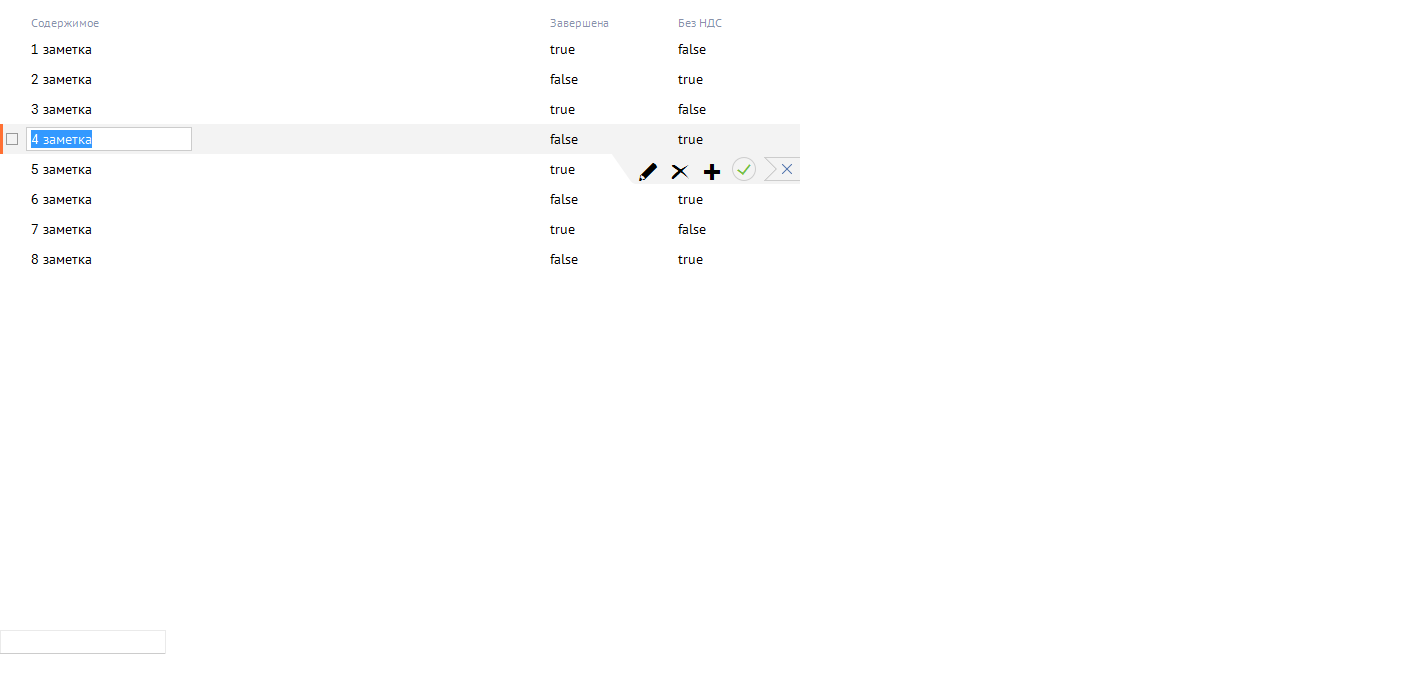 Содержимое Завершена Без НДС
1 заметка true false
2 заметка false true
3 заметка true false
4 заметка false true
5 заметка true
6 заметка false true
7 заметка true false
8 заметка false true